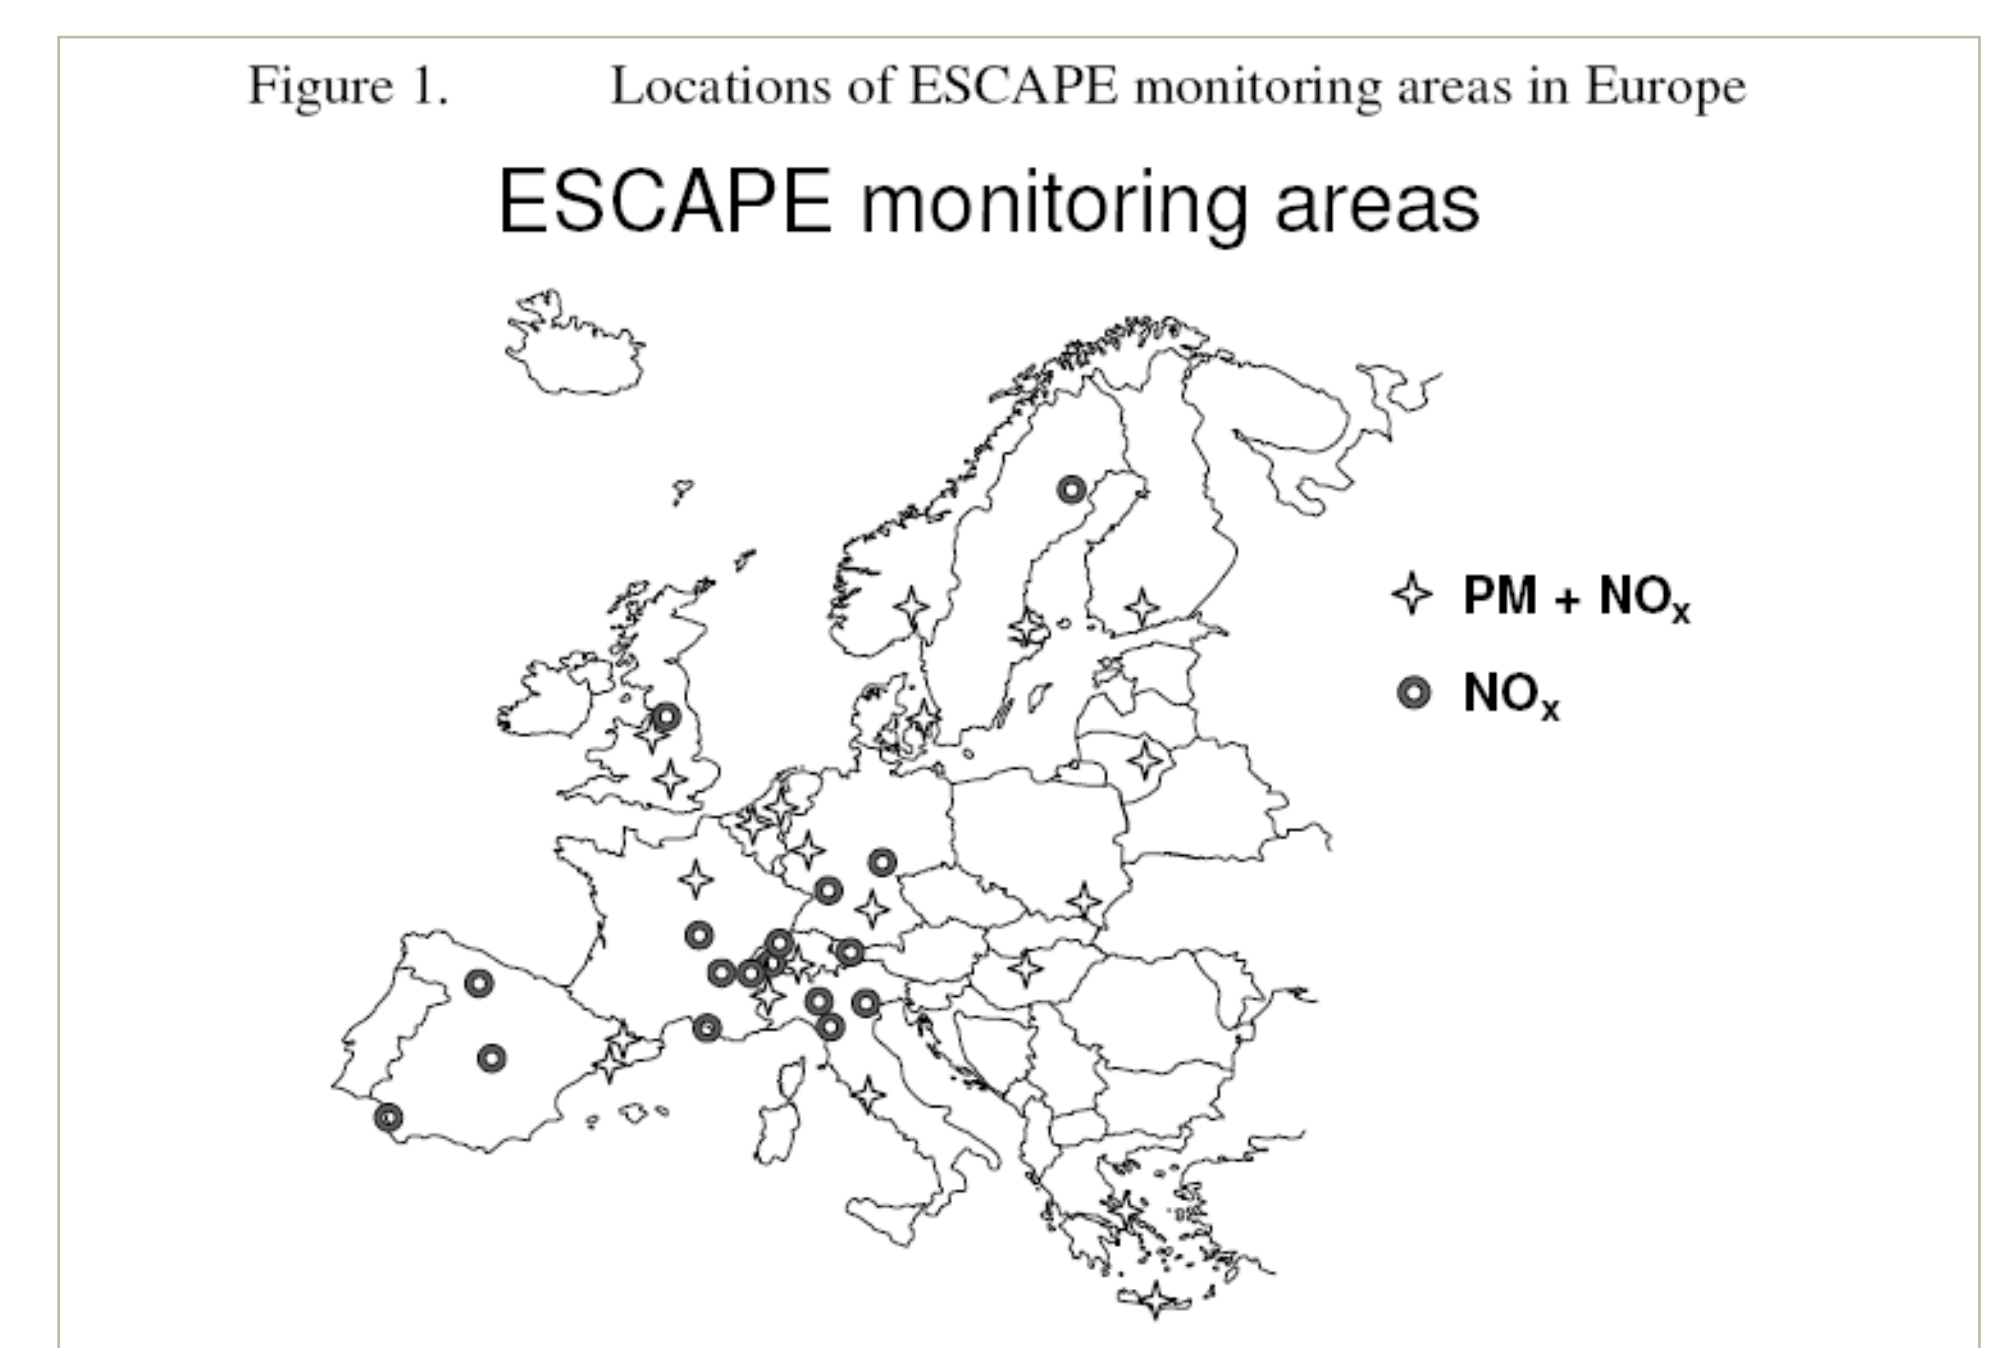 Figure 1. Locations of ESCAPE monitoring areas in Europe
ESCAPE monitoring areas
PM + NOx
NOx